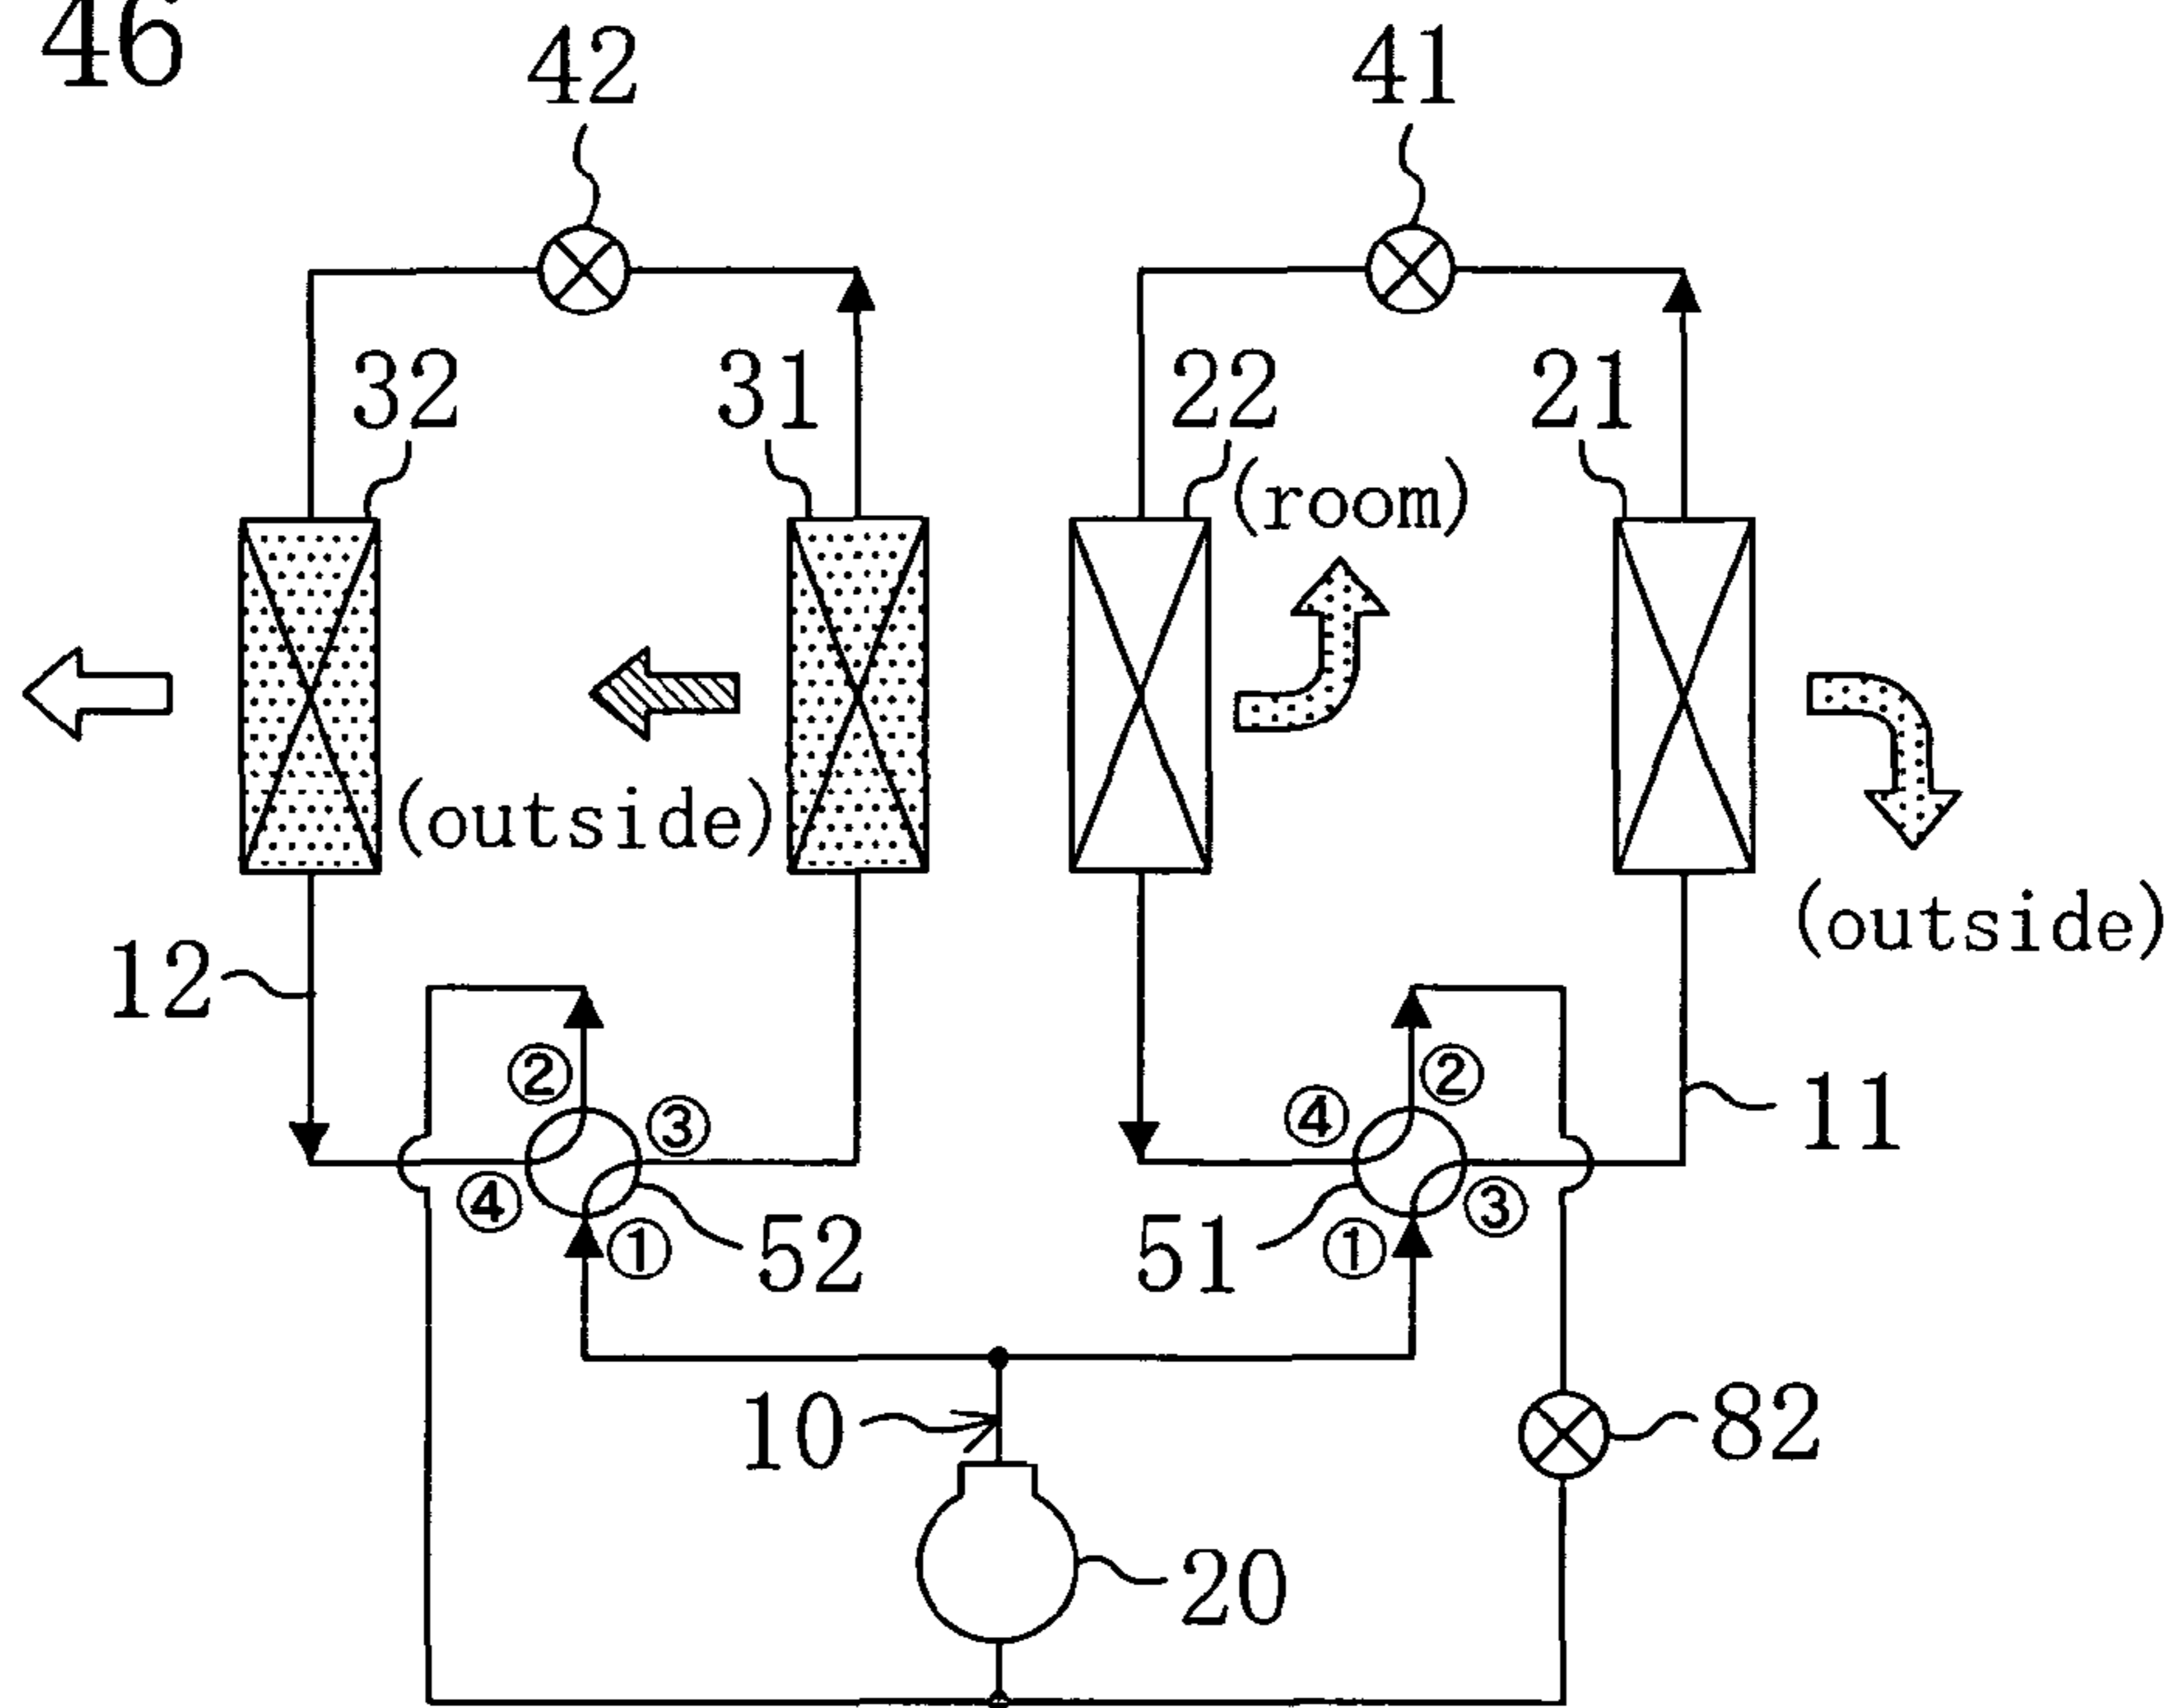 46
42 41
32 31 22 21
(room)
(outside)
(outside)
12
② ③ ④ ②
11
④ ① ① ③
52 51
10 82
20